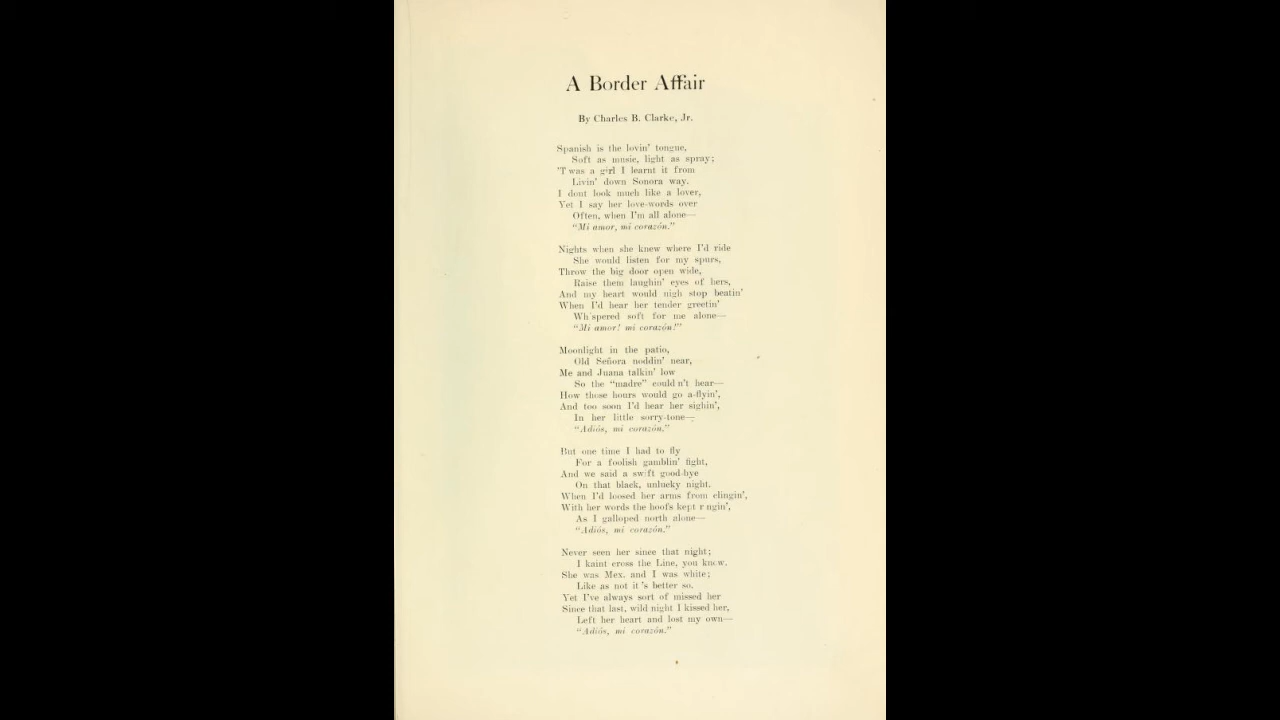 A Border Affair
By Charles B. Clarke, Jr.
Spanish is the lovin' tongue,
Soft as music, light as spray;
'Twas a girl I learnt it from
Livin' down Sonora way.
I dont look much like a lover,
Yet I say her love-words over
Often, when I'm all alone—
"Mi amor, mi corazón."
Nights when she knew where I'd ride
She would listen for my spurs,
Throw the big door open wide,
Raise them laughin' eyes of hers,
And my heart would nigh stop beatin'
When I'd hear her tender greetin'
Wh spered soft for me alone—
"Mi amor! mi corazón!"
Moonlight in the patio,
Old Señora noddin' near,
Me and Juana talkin' low
So the "madre" could n't hear—
How those hours would go a-flyin',
And too soon I'd hear her sighin',
In her little sorry-tone—
"Adiós, mi corazón."
But one time I had to fly
For a foolish gamblin' fight,
And we said a swift good-bye
On that black, unlucky night.
When I'd loosed her arms from clingin',
With her words the hoofs kept r ngin',
As I galloped north alone—
"Adiós, mi corazón."
Never seen her since that night;
I kaint cross the Line, you know.
She was Mex. and I was white;
Like as not it's better so.
Yet I've always sort of missed her
Since that last, wild night I kissed her,
Left her heart and lost my own—
"Adiós, mi corazón."